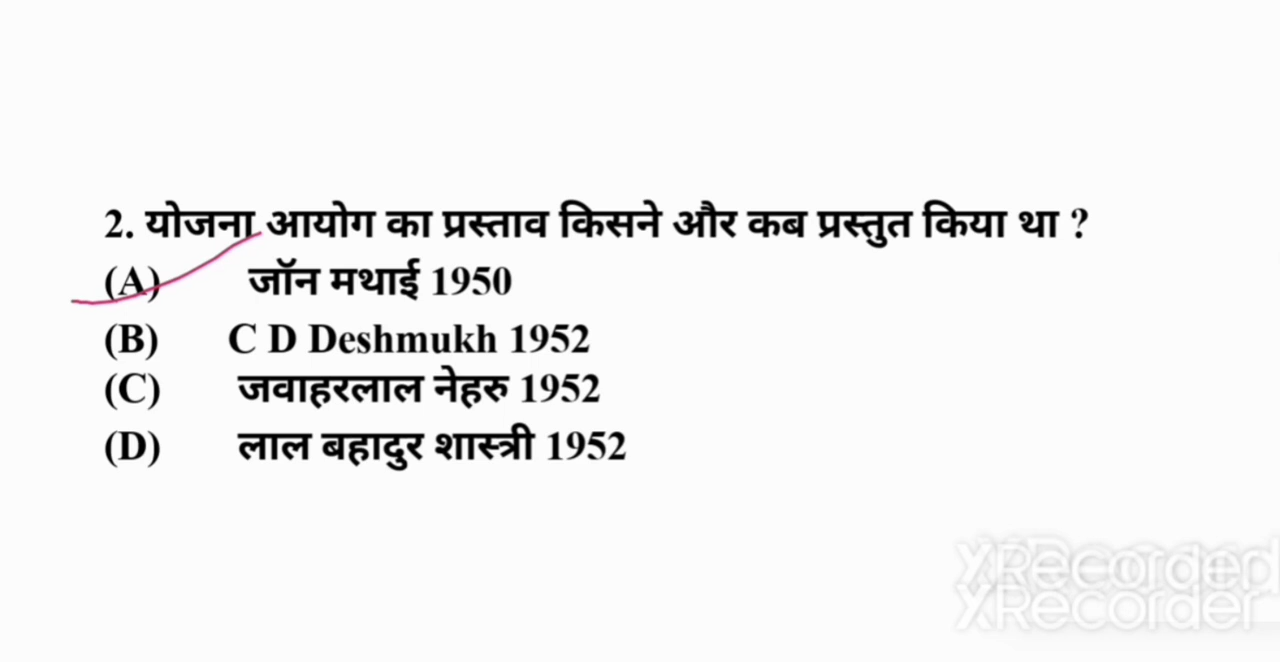 2. योजना आयोग का प्रस्ताव किसने और कब प्रस्तुत किया था ?
(A) जॉन मथाई 1950
(B) C D Deshmukh 1952
(C) जवाहरलाल नेहरु 1952
(D) लाल बहादुर शास्त्री 1952
XRecorded
XRecorder